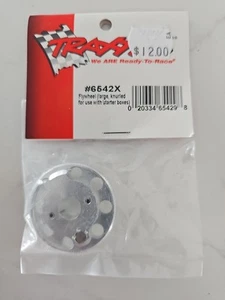 TRAXXAS
$12.00
We ARE Ready-To-Race
#6542X
Flywheel (large, knurled
for use with starter boxes)
0 20334 65429 8